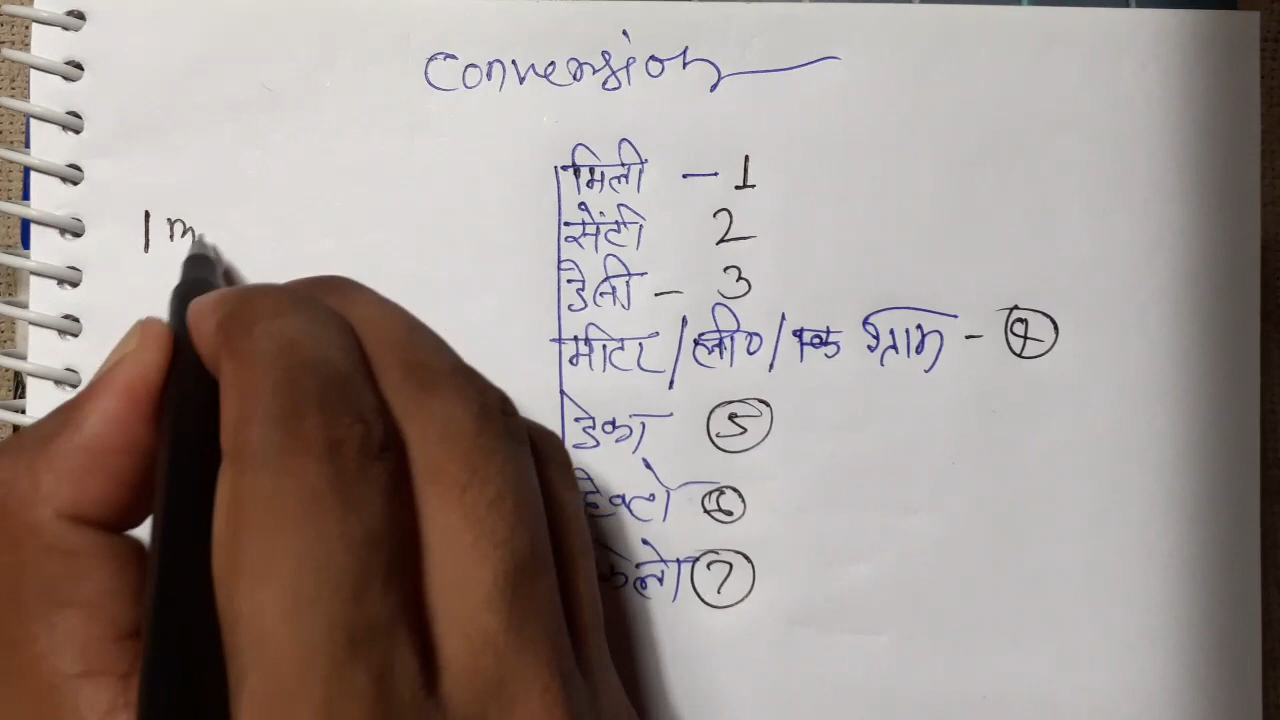 Conversion
मिली - 1
1 m
सेंटी 2
डेली - 3
मीटर / लीटर / ग्राम - 4
डेका 5
हेक्टो 6
किलो 7